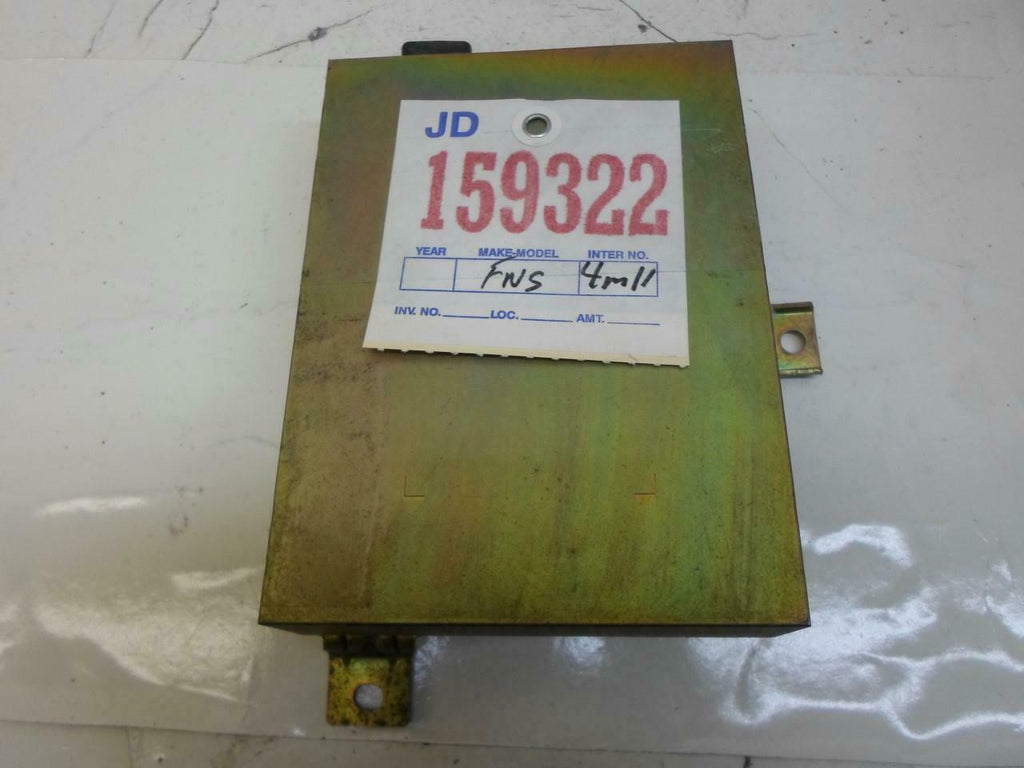 JD
159322
YEAR MAKE-MODEL INTER NO.
FNS 4m11
INV. NO. LOC. AMT.